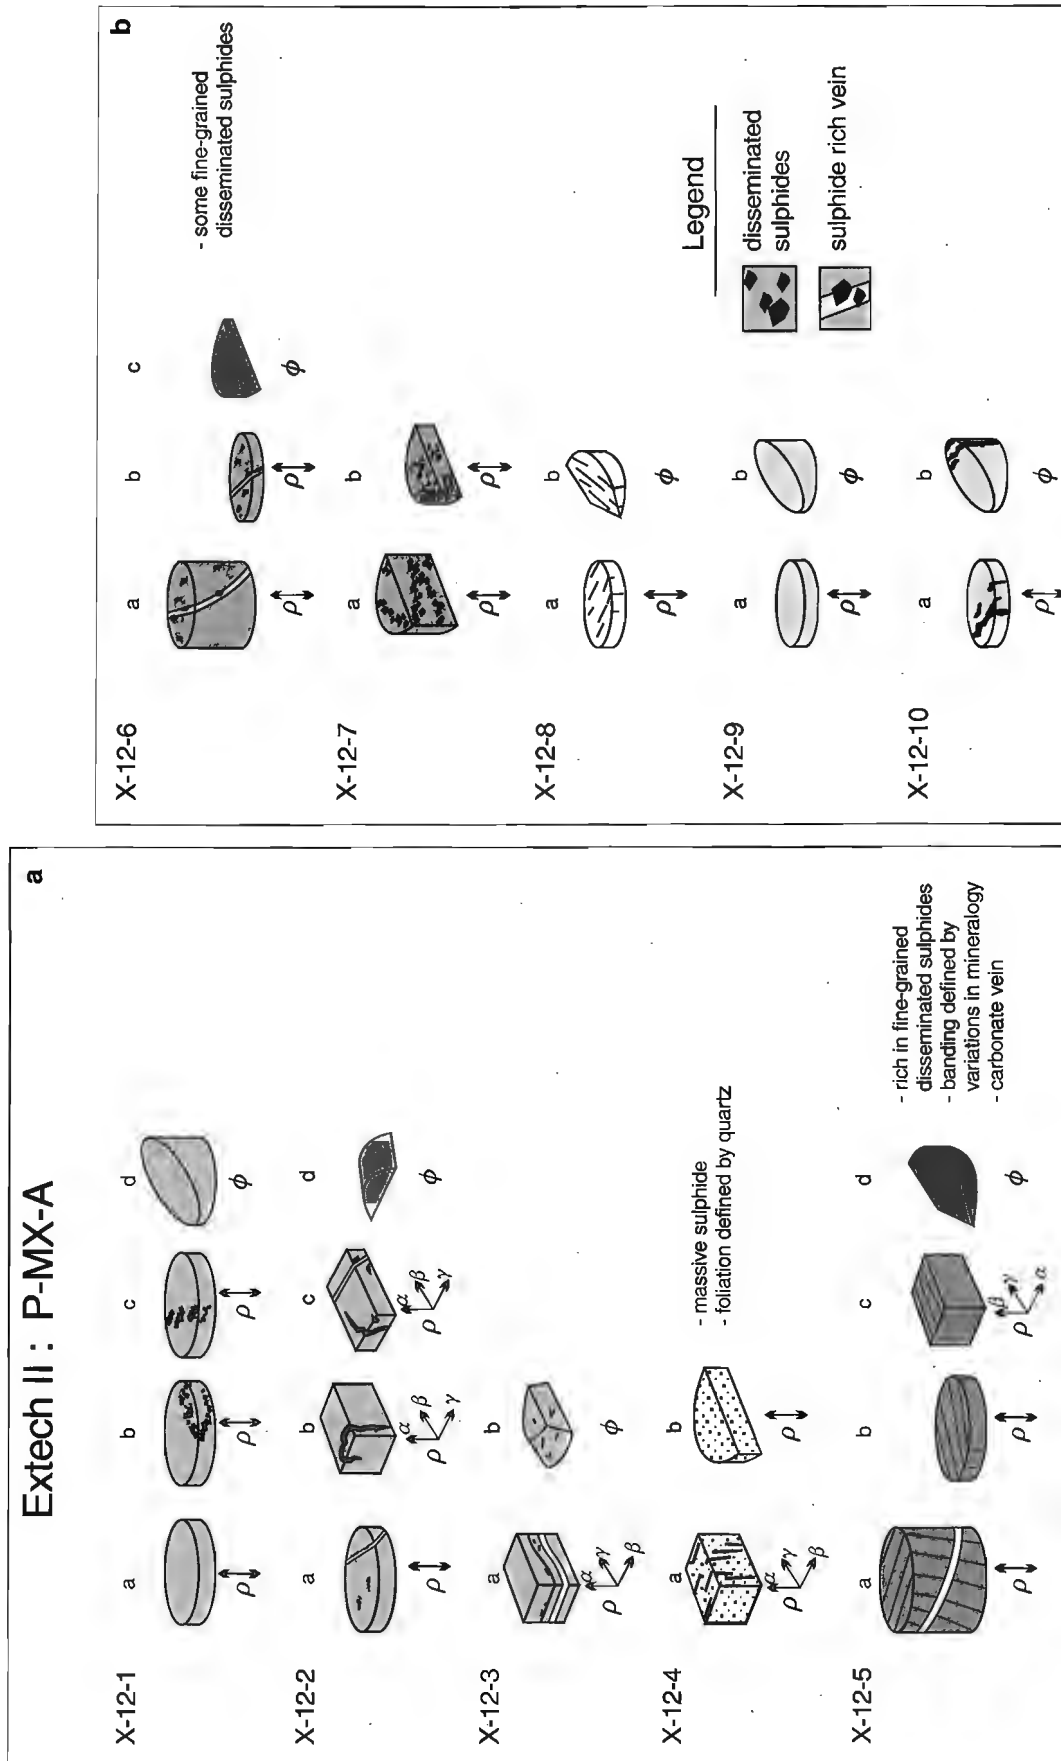 Extech II : P-MX-A
a
X-12-1
a b c d
ρ ρ ρ ϕ
X-12-2
a b c d
ρ ρ α β γ ρ α β γ ϕ
X-12-3
a b
ρ α γ β ϕ
X-12-4
a b
ρ α γ β ρ
- massive sulphide
- foliation defined by quartz
X-12-5
a b c d
ρ ρ ρ β γ α ϕ
- rich in fine-grained
disseminated sulphides
- banding defined by
variations in mineralogy
- carbonate vein
b
X-12-6
a b c
ρ ρ ϕ
- some fine-grained
disseminated sulphides
X-12-7
a b
ρ ρ
X-12-8
a b
ρ ϕ
X-12-9
a b
ρ ϕ
X-12-10
a b
ρ ϕ
Legend
disseminated
sulphides
sulphide rich vein